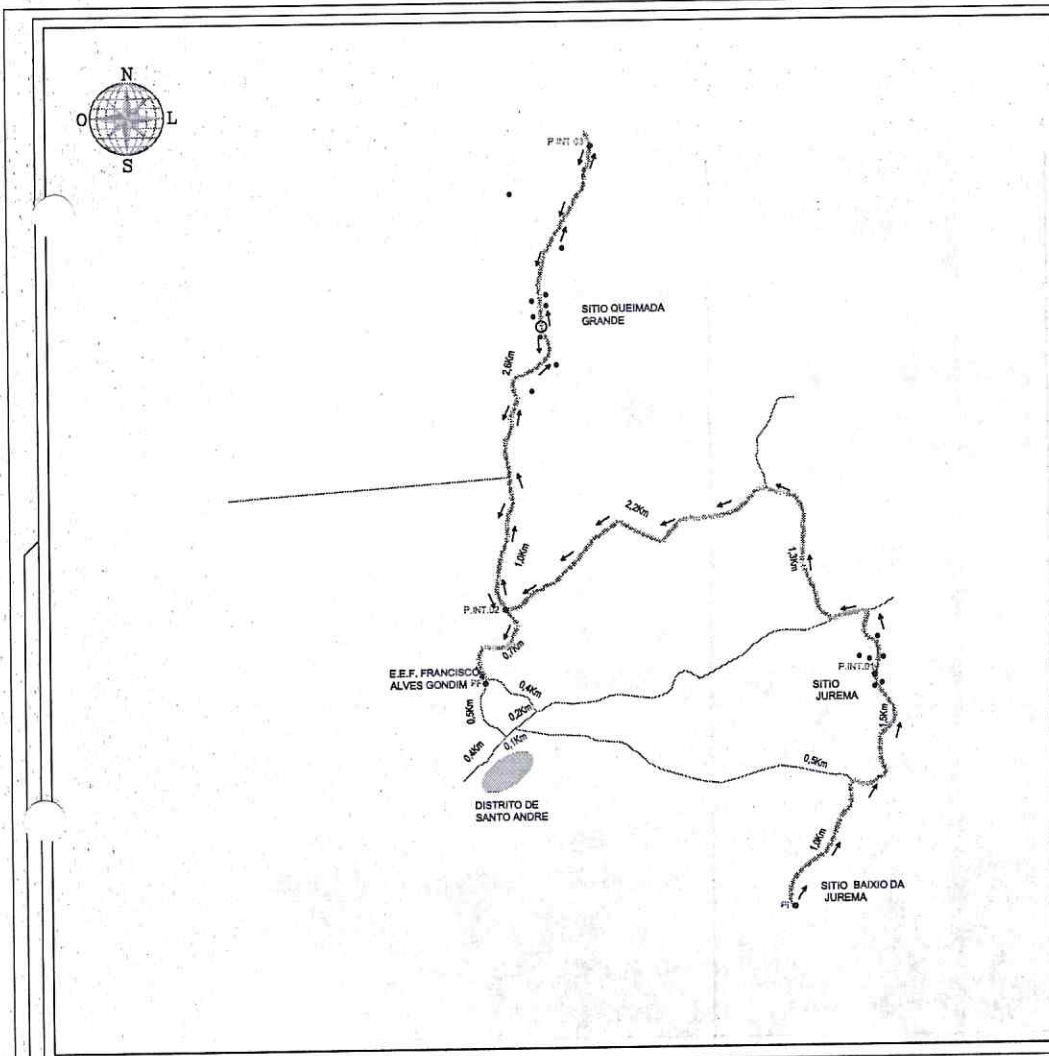 N
O L
S
P.INT.03
SITIO QUEIMADA
GRANDE
2,6Km
2,2Km
1,0Km
1,3Km
P.INT.02
0,7Km
E.E.F. FRANCISCO
ALVES GONDIM
PF
P.INT.01
SITIO
JUREMA
0,4Km
0,5Km
0,2Km
0,1Km
0,4Km
1,5Km
0,5Km
DISTRITO DE
SANTO ANDRE
1,0Km
SITIO BAIXIO DA
JUREMA
PI